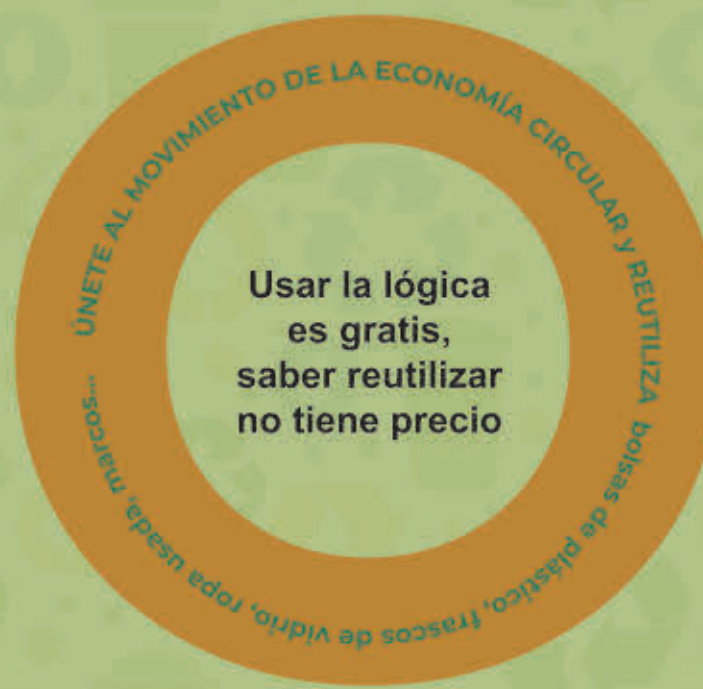 ÚNETE AL MOVIMIENTO DE LA ECONOMÍA CIRCULAR y REUTILIZA bolsas de plástico, frascos de vidrio, ropa usada, marcos...
Usar la lógica
es gratis,
saber reutilizar
no tiene precio